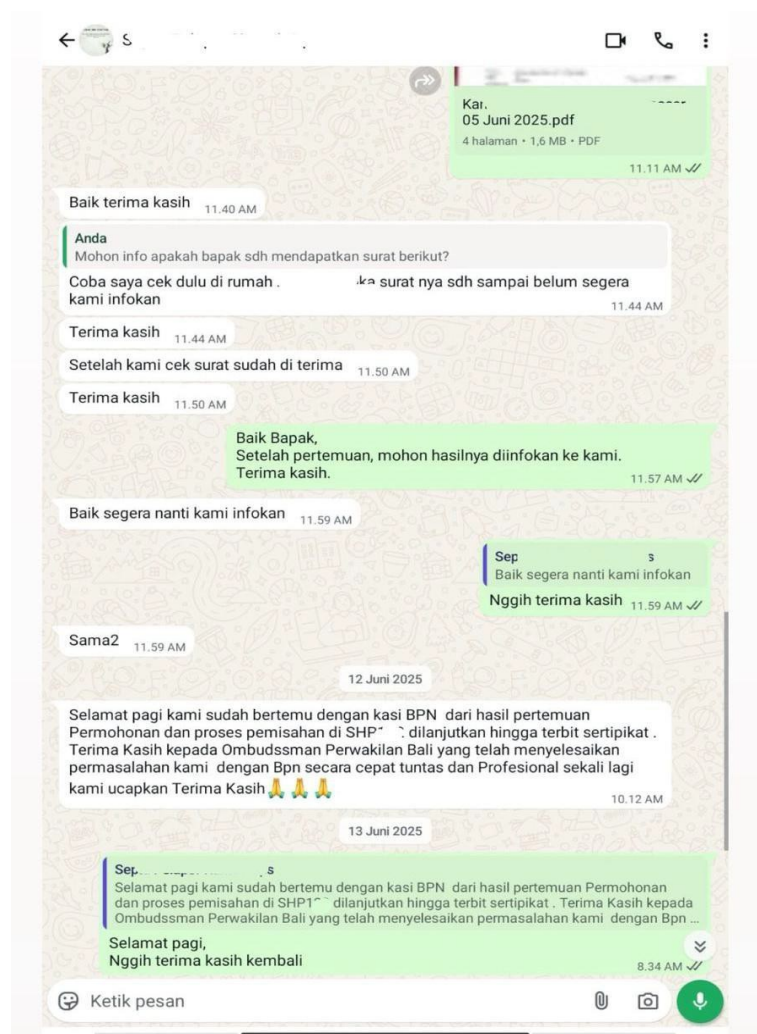 S
05 Juni 2025.pdf
4 halaman • 1,6 MB • PDF
11.11 AM
Baik terima kasih 11.40 AM
Anda
Mohon info apakah bapak sdh mendapatkan surat berikut?
Coba saya cek dulu di rumah . surat nya sdh sampai belum segera
kami infokan
11.44 AM
Terima kasih 11.44 AM
Setelah kami cek surat sudah di terima 11.50 AM
Terima kasih 11.50 AM
Baik Bapak,
Setelah pertemuan, mohon hasilnya diinfokan ke kami.
Terima kasih.
11.57 AM
Baik segera nanti kami infokan 11.59 AM
Sep s
Baik segera nanti kami infokan
Nggih terima kasih 11.59 AM
Sama2 11.59 AM
12 Juni 2025
Selamat pagi kami sudah bertemu dengan kasi BPN dari hasil pertemuan
Permohonan dan proses pemisahan di SHP dilanjutkan hingga terbit sertipikat .
Terima Kasih kepada Ombudssman Perwakilan Bali yang telah menyelesaikan
permasalahan kami dengan Bpn secara cepat tuntas dan Profesional sekali lagi
kami ucapkan Terima Kasih🙏🙏🙏
10.12 AM
13 Juni 2025
Selamat pagi kami sudah bertemu dengan kasi BPN dari hasil pertemuan Permohonan
dan proses pemisahan di dilanjutkan hingga terbit sertipikat . Terima Kasih kepada
Ombudssman Perwakilan Bali yang telah menyelesaikan permasalahan kami dengan Bpn ...
Selamat pagi,
Nggih terima kasih kembali
8.34 AM
Ketik pesan